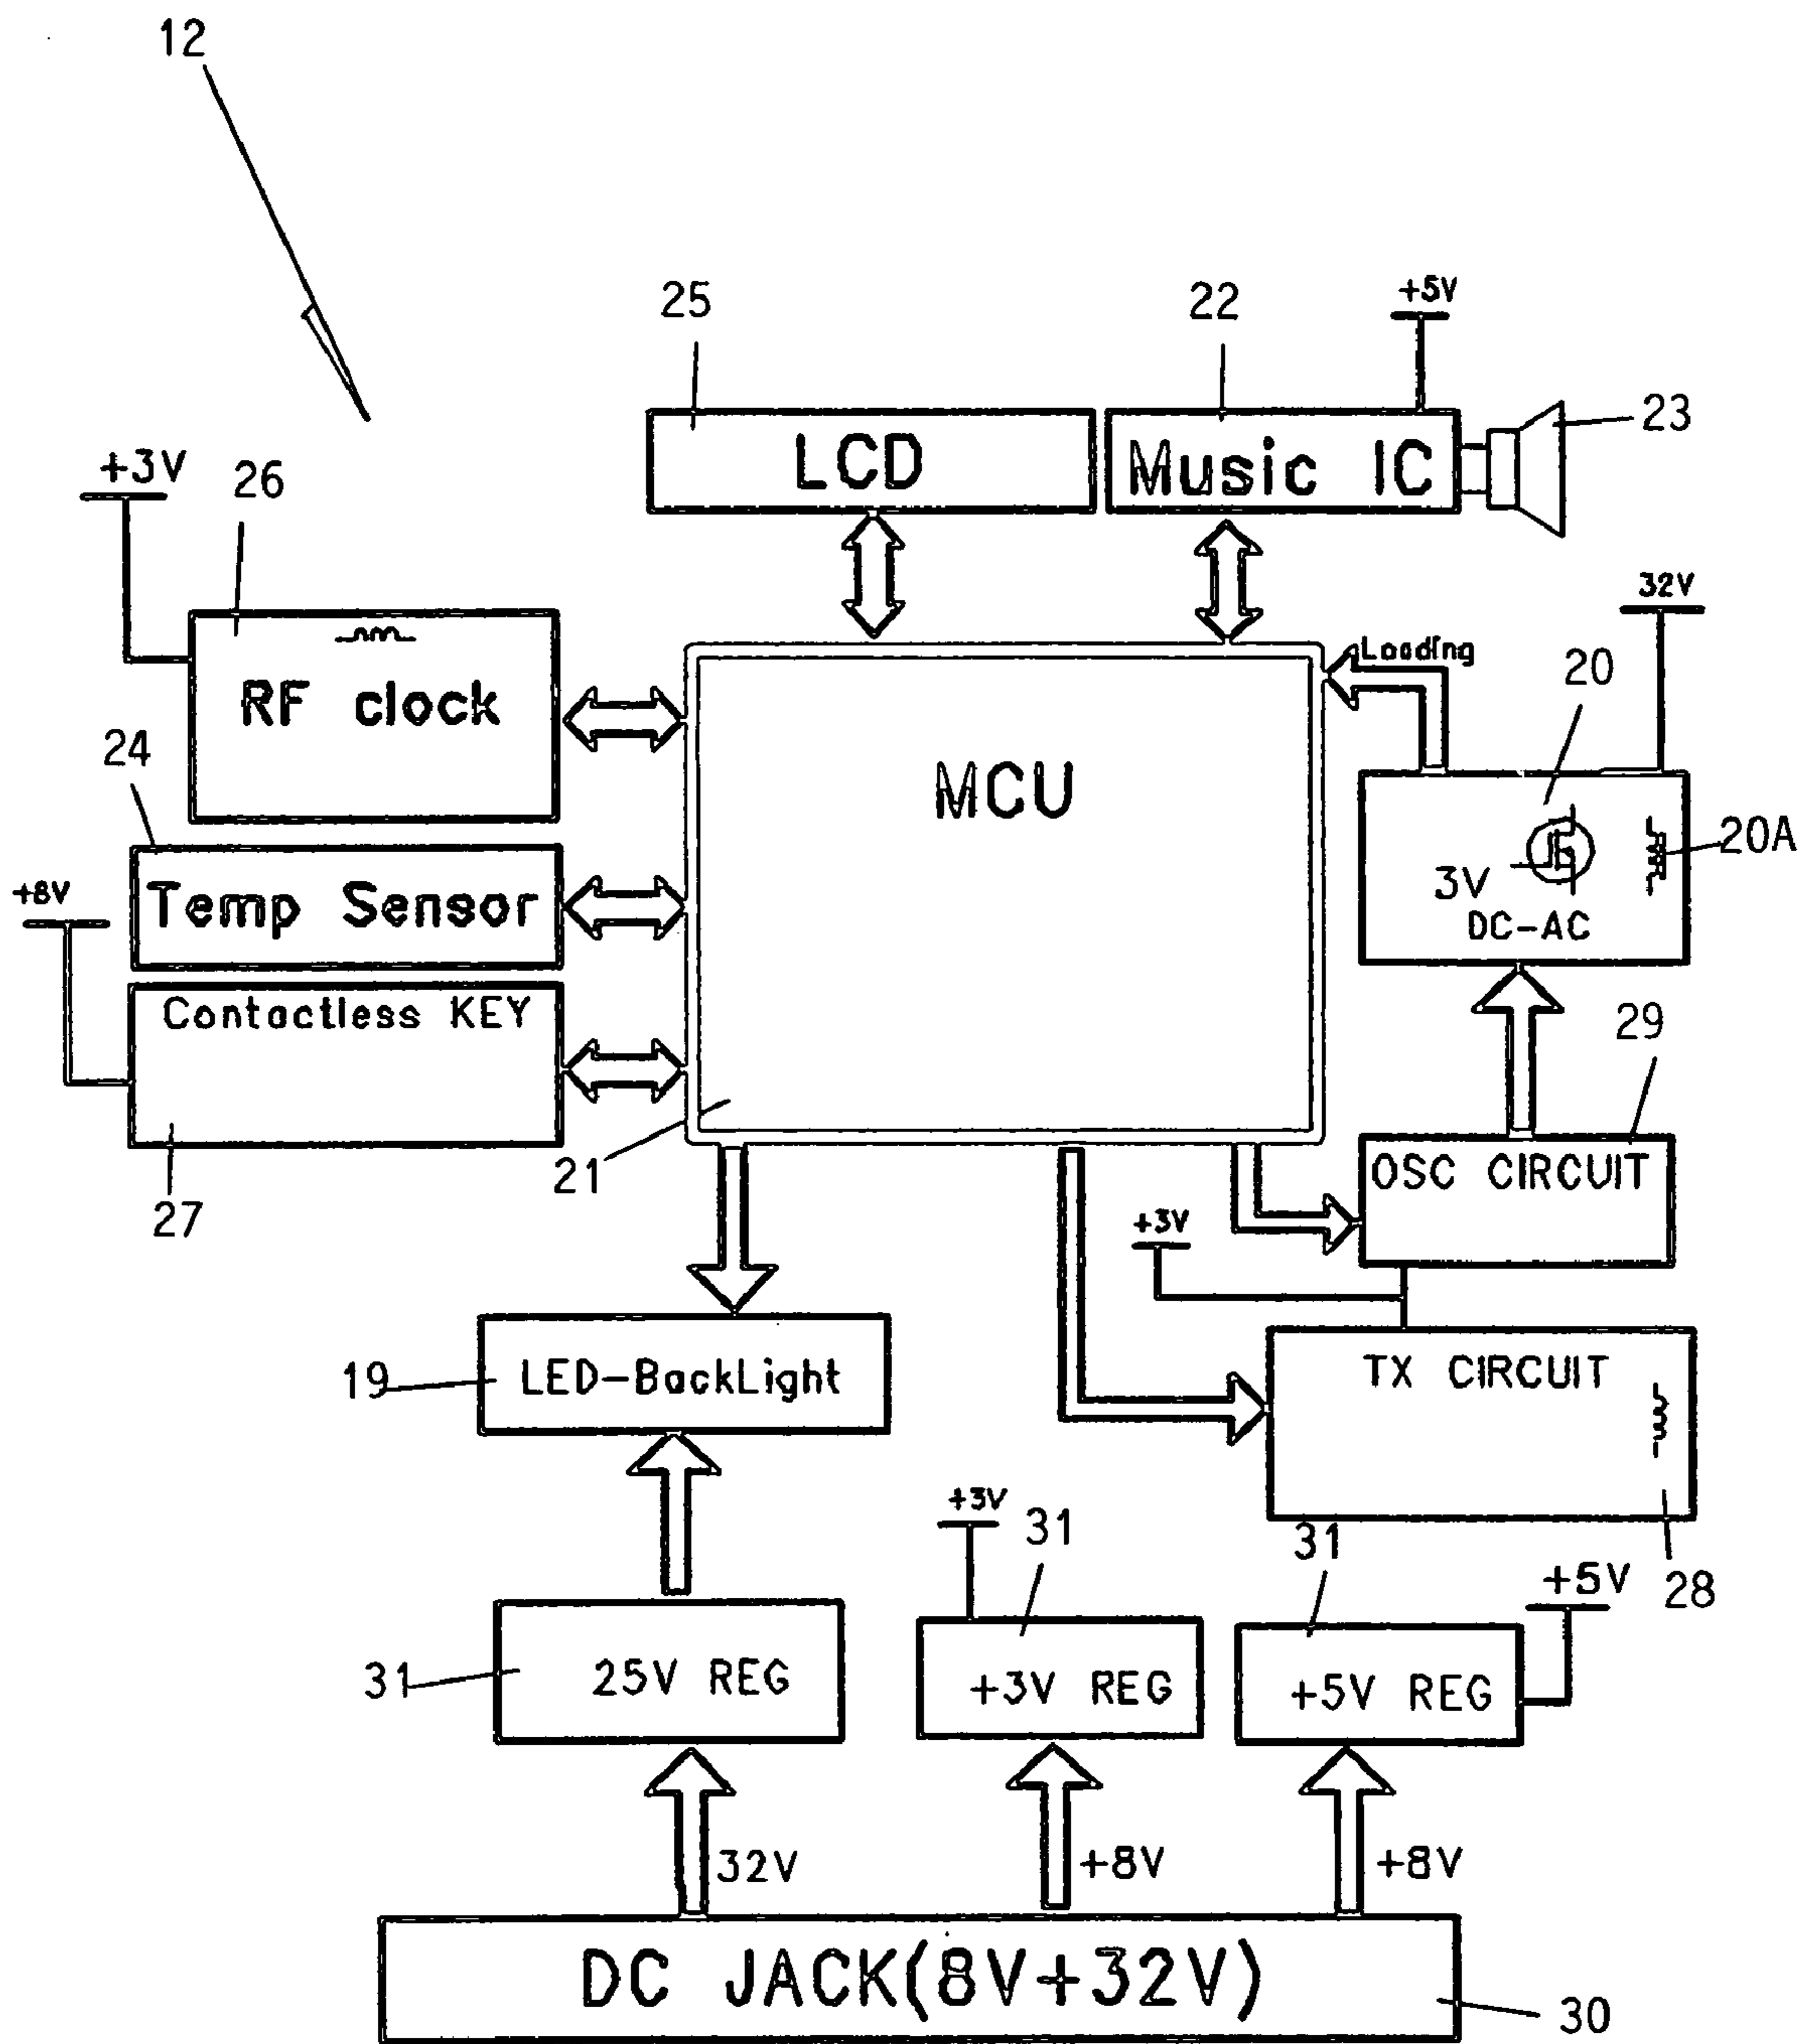 12
25
22
+5V
23
LCD
Music IC
+3V
26
RF clock
32V
Loading
20
24
MCU
20A
3V
DC-AC
+8V
Temp Sensor
Contactless KEY
29
27
21
OSC CIRCUIT
+3V
19
LED-BackLight
TX CIRCUIT
28
+3V
31
31
+5V
31
25V REG
+3V REG
+5V REG
32V
+8V
+8V
DC JACK(8V+32V)
30